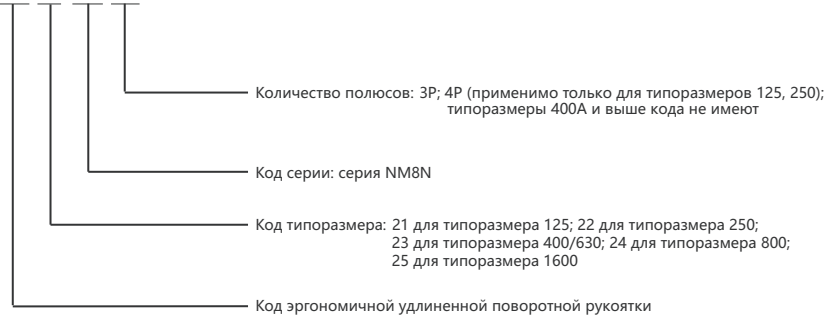 Количество полюсов: 3P; 4P (применимо только для типоразмеров 125, 250);
типоразмеры 400A и выше кода не имеют
Код серии: серия NM8N
Код типоразмера: 21 для типоразмера 125; 22 для типоразмера 250;
23 для типоразмера 400/630; 24 для типоразмера 800;
25 для типоразмера 1600
Код эргономичной удлиненной поворотной рукоятки